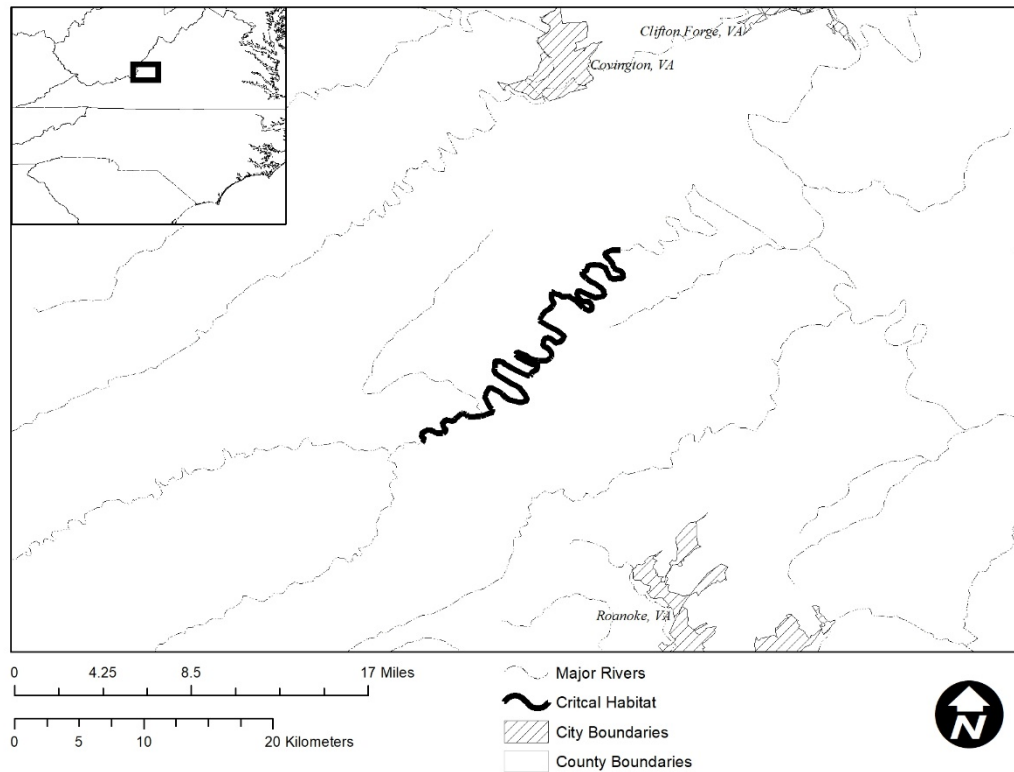 Clifton Forge, VA
Covington, VA
Roanoke, VA
0 4.25 8.5 17 Miles
0 5 10 20 Kilometers
Major Rivers
Critcal Habitat
City Boundaries
County Boundaries
N